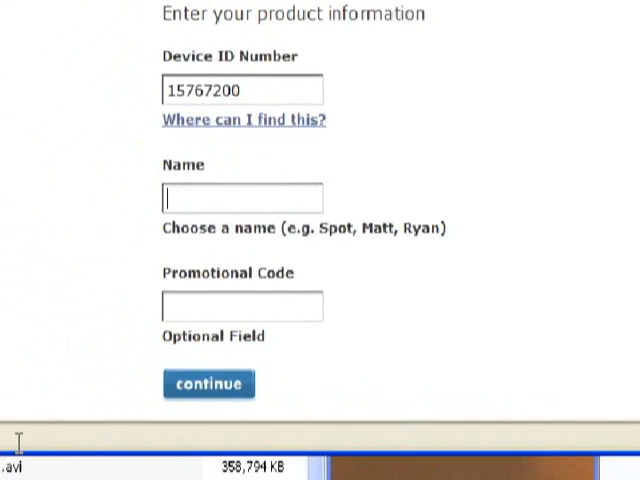 Enter your product information
Device ID Number
15767200
Where can I find this?
Name
Choose a name (e.g. Spot, Matt, Ryan)
Promotional Code
Optional Field
continue
.avi 358,794 KB